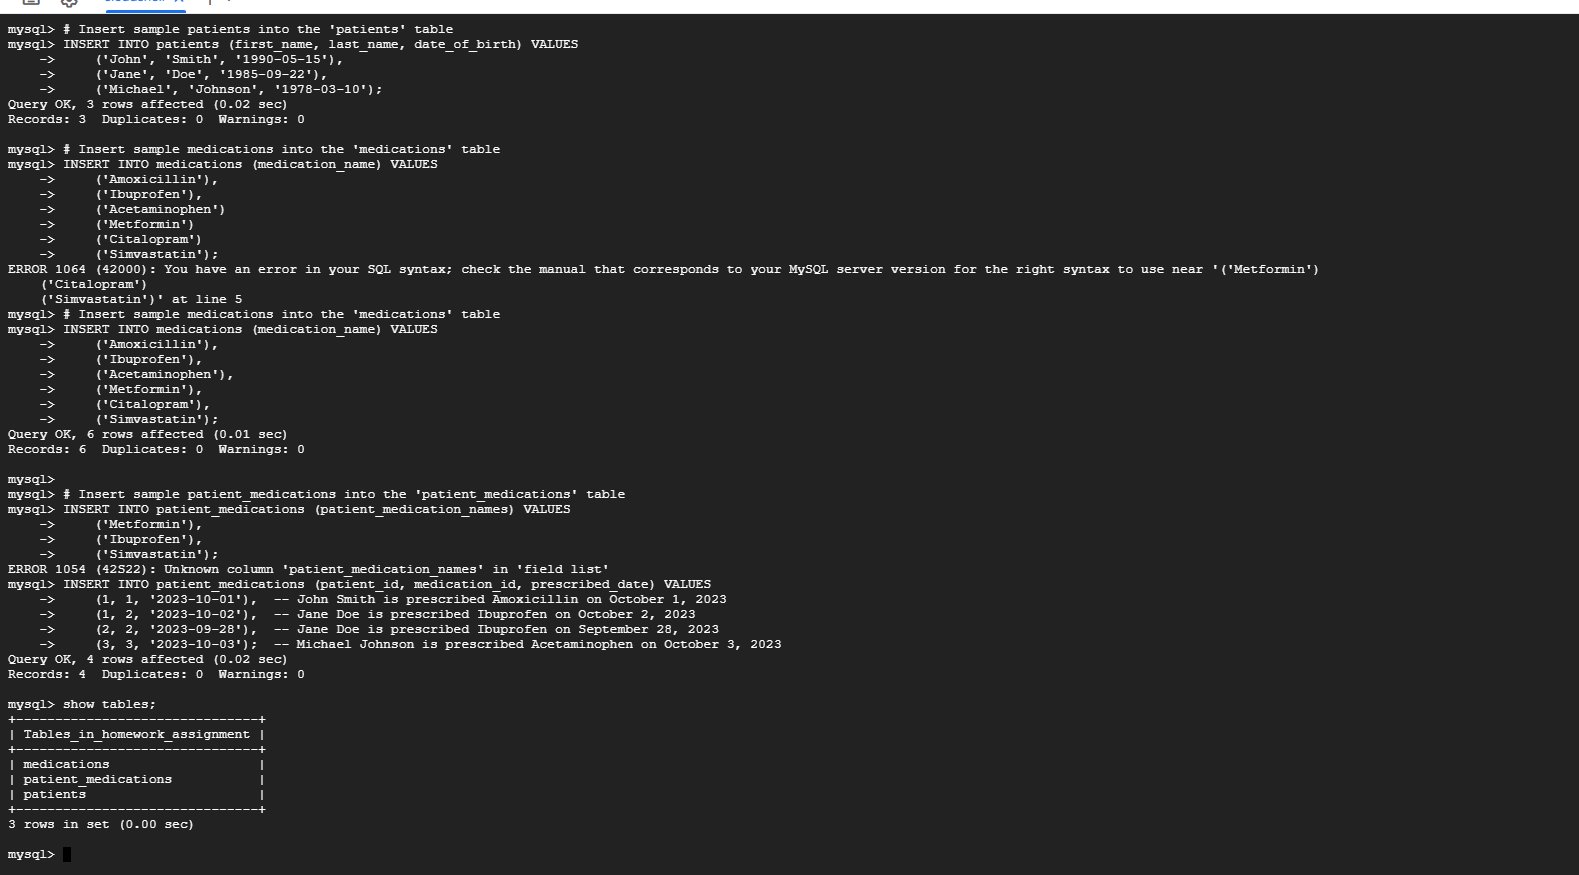 mysql> # Insert sample patients into the 'patients' table
mysql> INSERT INTO patients (first_name, last_name, date_of_birth) VALUES
    ->     ('John', 'Smith', '1990-05-15'),
    ->     ('Jane', 'Doe', '1985-09-22'),
    ->     ('Michael', 'Johnson', '1978-03-10');
Query OK, 3 rows affected (0.02 sec)
Records: 3  Duplicates: 0  Warnings: 0

mysql> # Insert sample medications into the 'medications' table
mysql> INSERT INTO medications (medication_name) VALUES
    ->     ('Amoxicillin'),
    ->     ('Ibuprofen'),
    ->     ('Acetaminophen')
    ->     ('Metformin')
    ->     ('Citalopram')
    ->     ('Simvastatin');
ERROR 1064 (42000): You have an error in your SQL syntax; check the manual that corresponds to your MySQL server version for the right syntax to use near '('Metformin')
    ('Citalopram')
    ('Simvastatin')' at line 5
mysql> # Insert sample medications into the 'medications' table
mysql> INSERT INTO medications (medication_name) VALUES
    ->     ('Amoxicillin'),
    ->     ('Ibuprofen'),
    ->     ('Acetaminophen'),
    ->     ('Metformin'),
    ->     ('Citalopram'),
    ->     ('Simvastatin');
Query OK, 6 rows affected (0.01 sec)
Records: 6  Duplicates: 0  Warnings: 0

mysql>
mysql> # Insert sample patient_medications into the 'patient_medications' table
mysql> INSERT INTO patient_medications (patient_medication_names) VALUES
    ->     ('Metformin'),
    ->     ('Ibuprofen'),
    ->     ('Simvastatin');
ERROR 1054 (42S22): Unknown column 'patient_medication_names' in 'field list'
mysql> INSERT INTO patient_medications (patient_id, medication_id, prescribed_date) VALUES
    ->     (1, 1, '2023-10-01'),  -- John Smith is prescribed Amoxicillin on October 1, 2023
    ->     (1, 2, '2023-10-02'),  -- Jane Doe is prescribed Ibuprofen on October 2, 2023
    ->     (2, 2, '2023-09-28'),  -- Jane Doe is prescribed Ibuprofen on September 28, 2023
    ->     (3, 3, '2023-10-03');  -- Michael Johnson is prescribed Acetaminophen on October 3, 2023
Query OK, 4 rows affected (0.02 sec)
Records: 4  Duplicates: 0  Warnings: 0

mysql> show tables;
+-------------------------------+
| Tables_in_homework_assignment |
+-------------------------------+
| medications                   |
| patient_medications           |
| patients                      |
+-------------------------------+
3 rows in set (0.00 sec)

mysql>